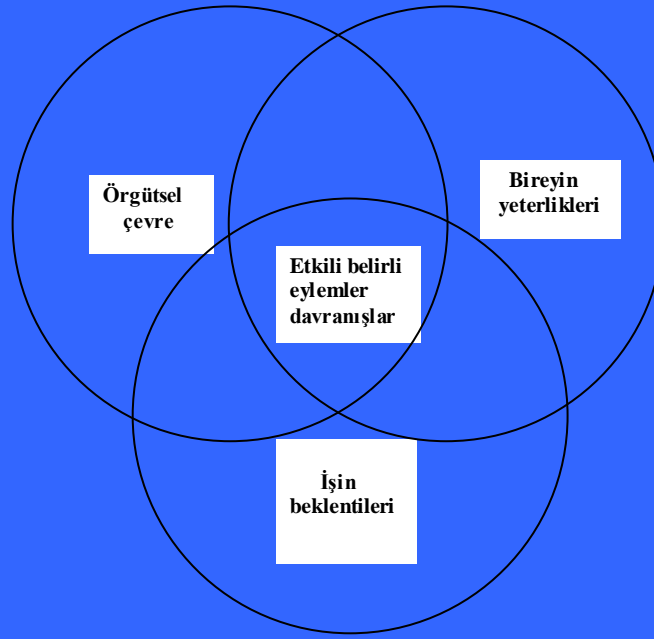 Örgütsel
çevre
Bireyin
yeterlikleri
Etkili belirli
eylemler
davranışlar
İşin
beklentileri